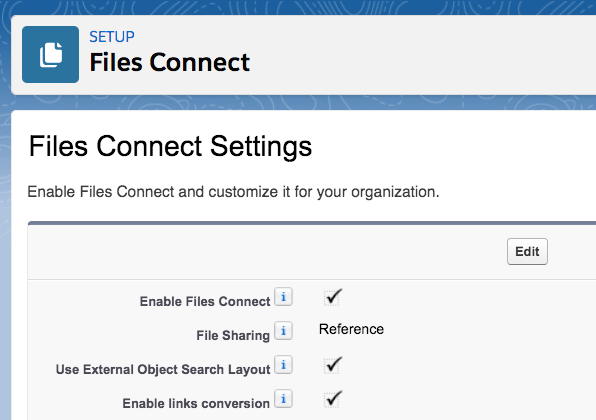 SETUP
Files Connect
Files Connect Settings
Enable Files Connect and customize it for your organization.
Edit
Enable Files Connect i
File Sharing i Reference
Use External Object Search Layout i
Enable links conversion i